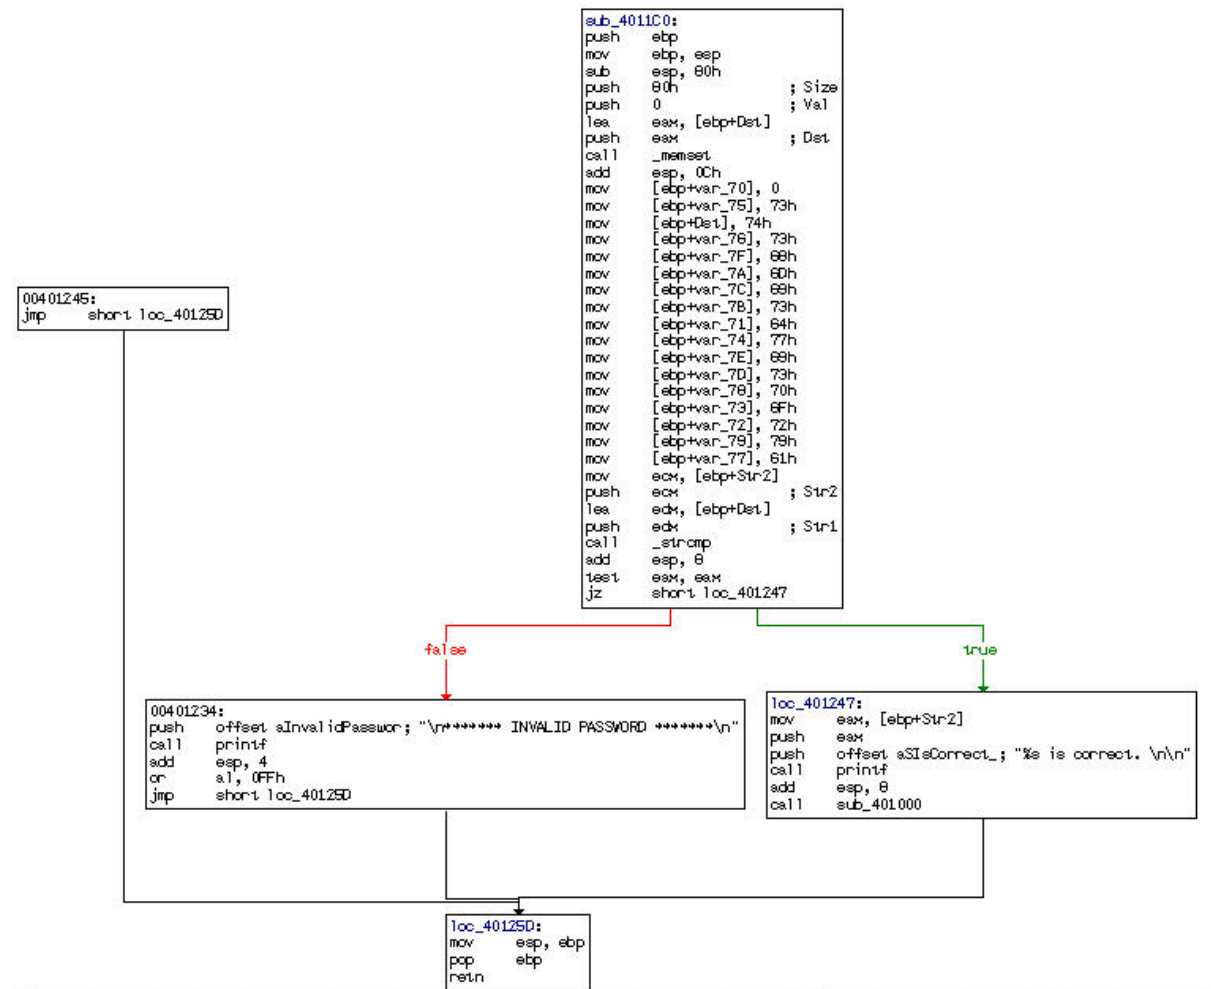 sub_4011C0:
push ebp
mov ebp, esp
sub esp, 80h
push 80h ; Size
push 0 ; Val
lea eax, [ebp+Dst]
push eax ; Dst
call _memset
add esp, 0Ch
mov [ebp+var_70], 0
mov [ebp+var_75], 73h
mov [ebp+Dst], 74h
mov [ebp+var_76], 73h
mov [ebp+var_7F], 68h
mov [ebp+var_7A], 6Dh
mov [ebp+var_7C], 69h
mov [ebp+var_7B], 73h
mov [ebp+var_71], 64h
mov [ebp+var_74], 77h
mov [ebp+var_7E], 69h
mov [ebp+var_7D], 73h
mov [ebp+var_78], 70h
mov [ebp+var_73], 6Fh
mov [ebp+var_72], 72h
mov [ebp+var_79], 79h
mov [ebp+var_77], 61h
mov ecx, [ebp+Str2]
push ecx ; Str2
lea edx, [ebp+Dst]
push edx ; Str1
call _strcmp
add esp, 8
test eax, eax
jz short loc_401247
00401245:
jmp short loc_40125D
false
true
00401234:
push offset aInvalidPasswor; "\n******* INVALID PASSWORD *******\n"
call printf
add esp, 4
or al, 0FFh
jmp short loc_40125D
loc_401247:
mov eax, [ebp+Str2]
push eax
push offset aSIsCorrect_; "%s is correct. \n\n"
call printf
add esp, 8
call sub_401000
loc_40125D:
mov esp, ebp
pop ebp
retn